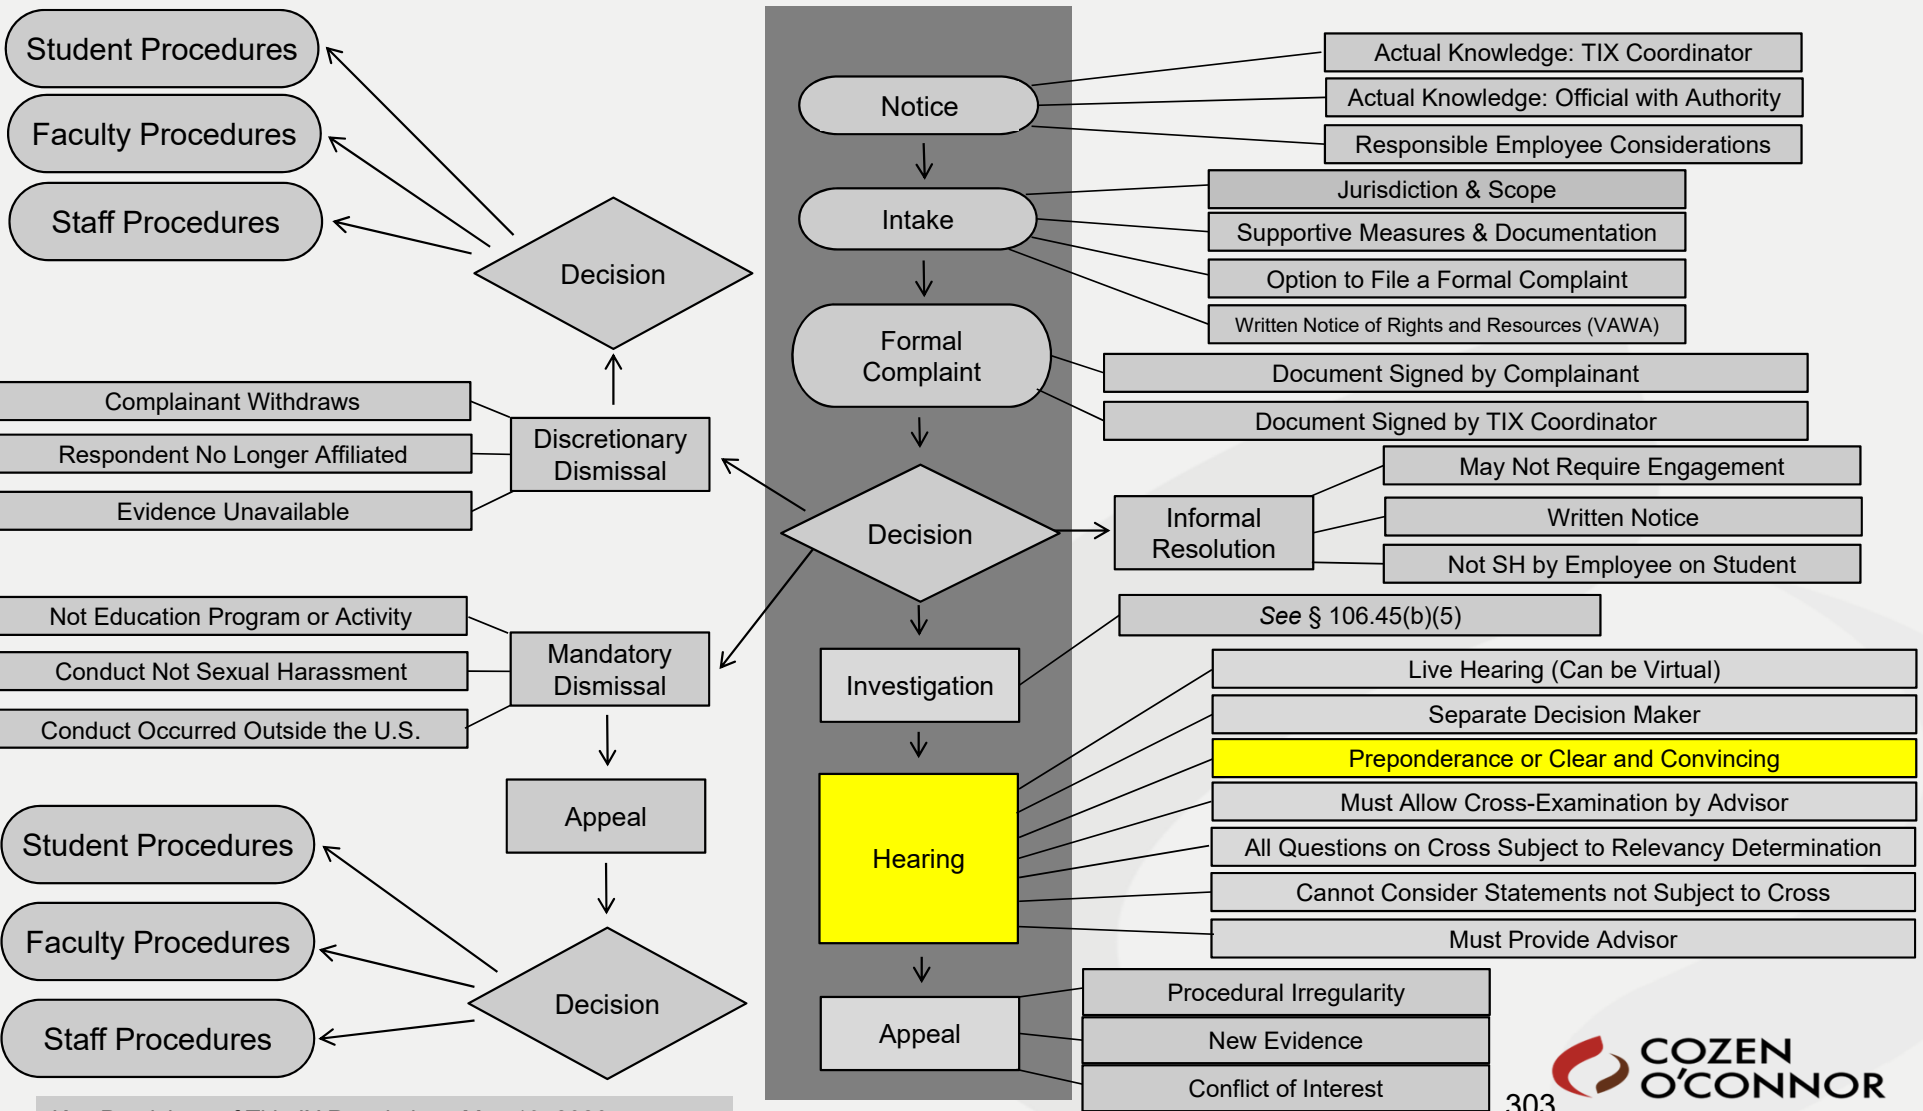 Student Procedures
Faculty Procedures
Staff Procedures
Decision
Complainant Withdraws
Respondent No Longer Affiliated
Evidence Unavailable
Discretionary
Dismissal
Not Education Program or Activity
Conduct Not Sexual Harassment
Conduct Occurred Outside the U.S.
Mandatory
Dismissal
Appeal
Student Procedures
Faculty Procedures
Staff Procedures
Decision
Notice
Actual Knowledge: TIX Coordinator
Actual Knowledge: Official with Authority
Responsible Employee Considerations
Intake
Jurisdiction & Scope
Supportive Measures & Documentation
Option to File a Formal Complaint
Written Notice of Rights and Resources (VAWA)
Formal
Complaint
Document Signed by Complainant
Document Signed by TIX Coordinator
Decision
Informal
Resolution
May Not Require Engagement
Written Notice
Not SH by Employee on Student
Investigation
See § 106.45(b)(5)
Hearing
Live Hearing (Can be Virtual)
Separate Decision Maker
Preponderance or Clear and Convincing
Must Allow Cross-Examination by Advisor
All Questions on Cross Subject to Relevancy Determination
Cannot Consider Statements not Subject to Cross
Must Provide Advisor
Appeal
Procedural Irregularity
New Evidence
Conflict of Interest
303
COZEN
O'CONNOR